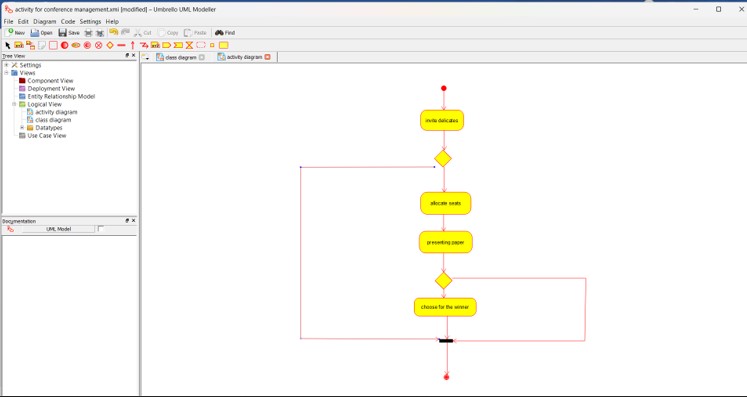 activity for conference management.xmi [modified] – Umbrello UML Modeller
File Edit Diagram Code Settings Help
New Open Save Cut Copy Paste Find
Tree View
class diagram activity diagram
Settings
Views
Component View
Deployment View
Entity Relationship Model
Logical View
activity diagram
class diagram
Datatypes
Use Case View
Documentation
UML Model
invite delicates
allocate seats
presenting paper
choose for the winner